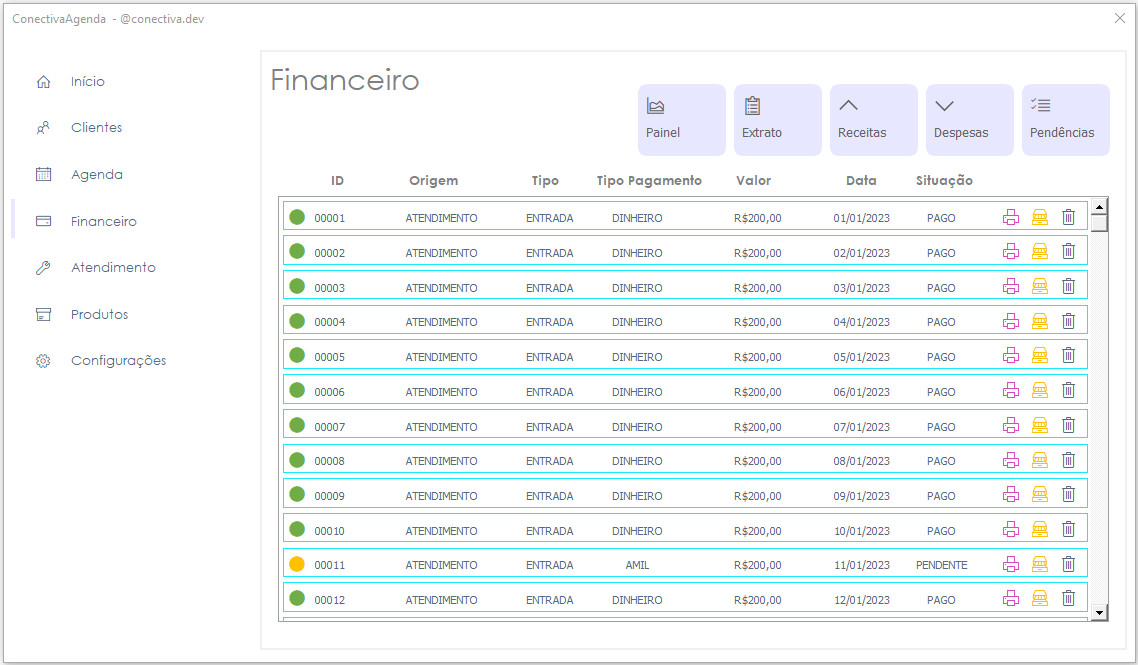 ConectivaAgenda - @conectiva.dev
Início
Clientes
Agenda
Financeiro
Atendimento
Produtos
Configurações
Financeiro
Painel
Extrato
Receitas
Despesas
Pendências
ID Origem Tipo Tipo Pagamento Valor Data Situação
00001 ATENDIMENTO ENTRADA DINHEIRO R$200,00 01/01/2023 PAGO
00002 ATENDIMENTO ENTRADA DINHEIRO R$200,00 02/01/2023 PAGO
00003 ATENDIMENTO ENTRADA DINHEIRO R$200,00 03/01/2023 PAGO
00004 ATENDIMENTO ENTRADA DINHEIRO R$200,00 04/01/2023 PAGO
00005 ATENDIMENTO ENTRADA DINHEIRO R$200,00 05/01/2023 PAGO
00006 ATENDIMENTO ENTRADA DINHEIRO R$200,00 06/01/2023 PAGO
00007 ATENDIMENTO ENTRADA DINHEIRO R$200,00 07/01/2023 PAGO
00008 ATENDIMENTO ENTRADA DINHEIRO R$200,00 08/01/2023 PAGO
00009 ATENDIMENTO ENTRADA DINHEIRO R$200,00 09/01/2023 PAGO
00010 ATENDIMENTO ENTRADA DINHEIRO R$200,00 10/01/2023 PAGO
00011 ATENDIMENTO ENTRADA AMIL R$200,00 11/01/2023 PENDENTE
00012 ATENDIMENTO ENTRADA DINHEIRO R$200,00 12/01/2023 PAGO